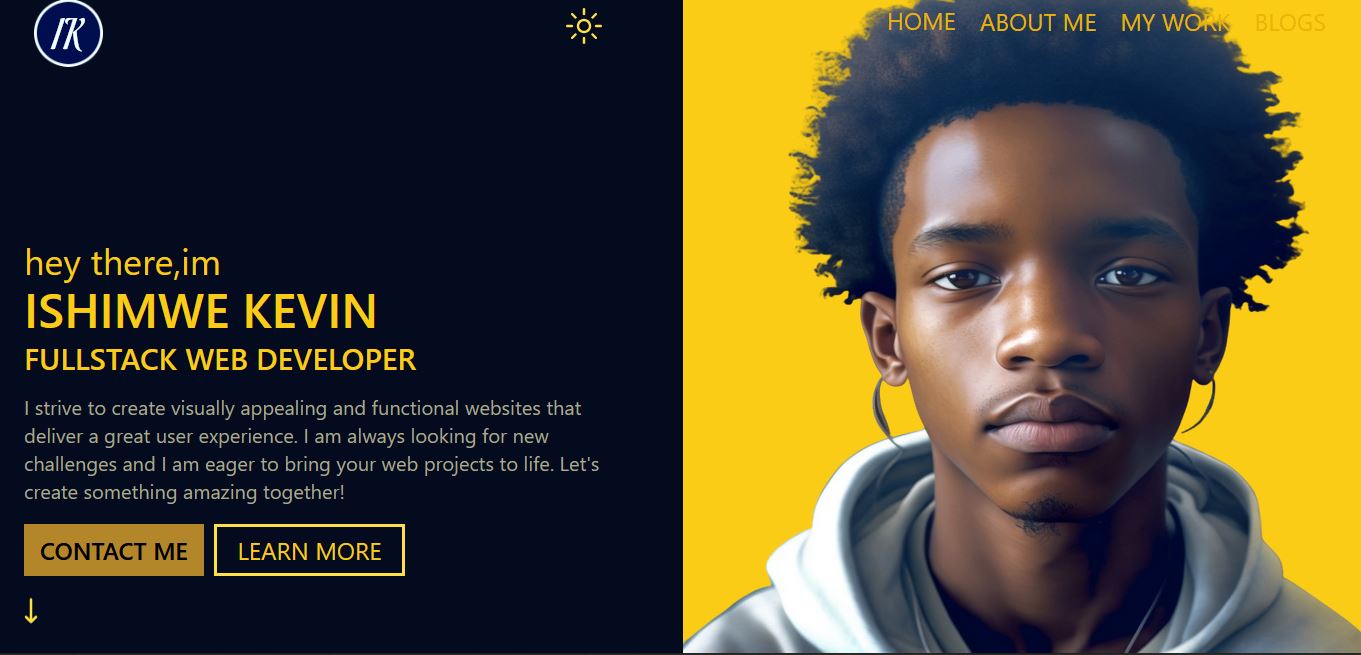 IK
HOME ABOUT ME MY WORK BLOGS
hey there,im
ISHIMWE KEVIN
FULLSTACK WEB DEVELOPER
I strive to create visually appealing and functional websites that
deliver a great user experience. I am always looking for new
challenges and I am eager to bring your web projects to life. Let's
create something amazing together!
CONTACT ME LEARN MORE